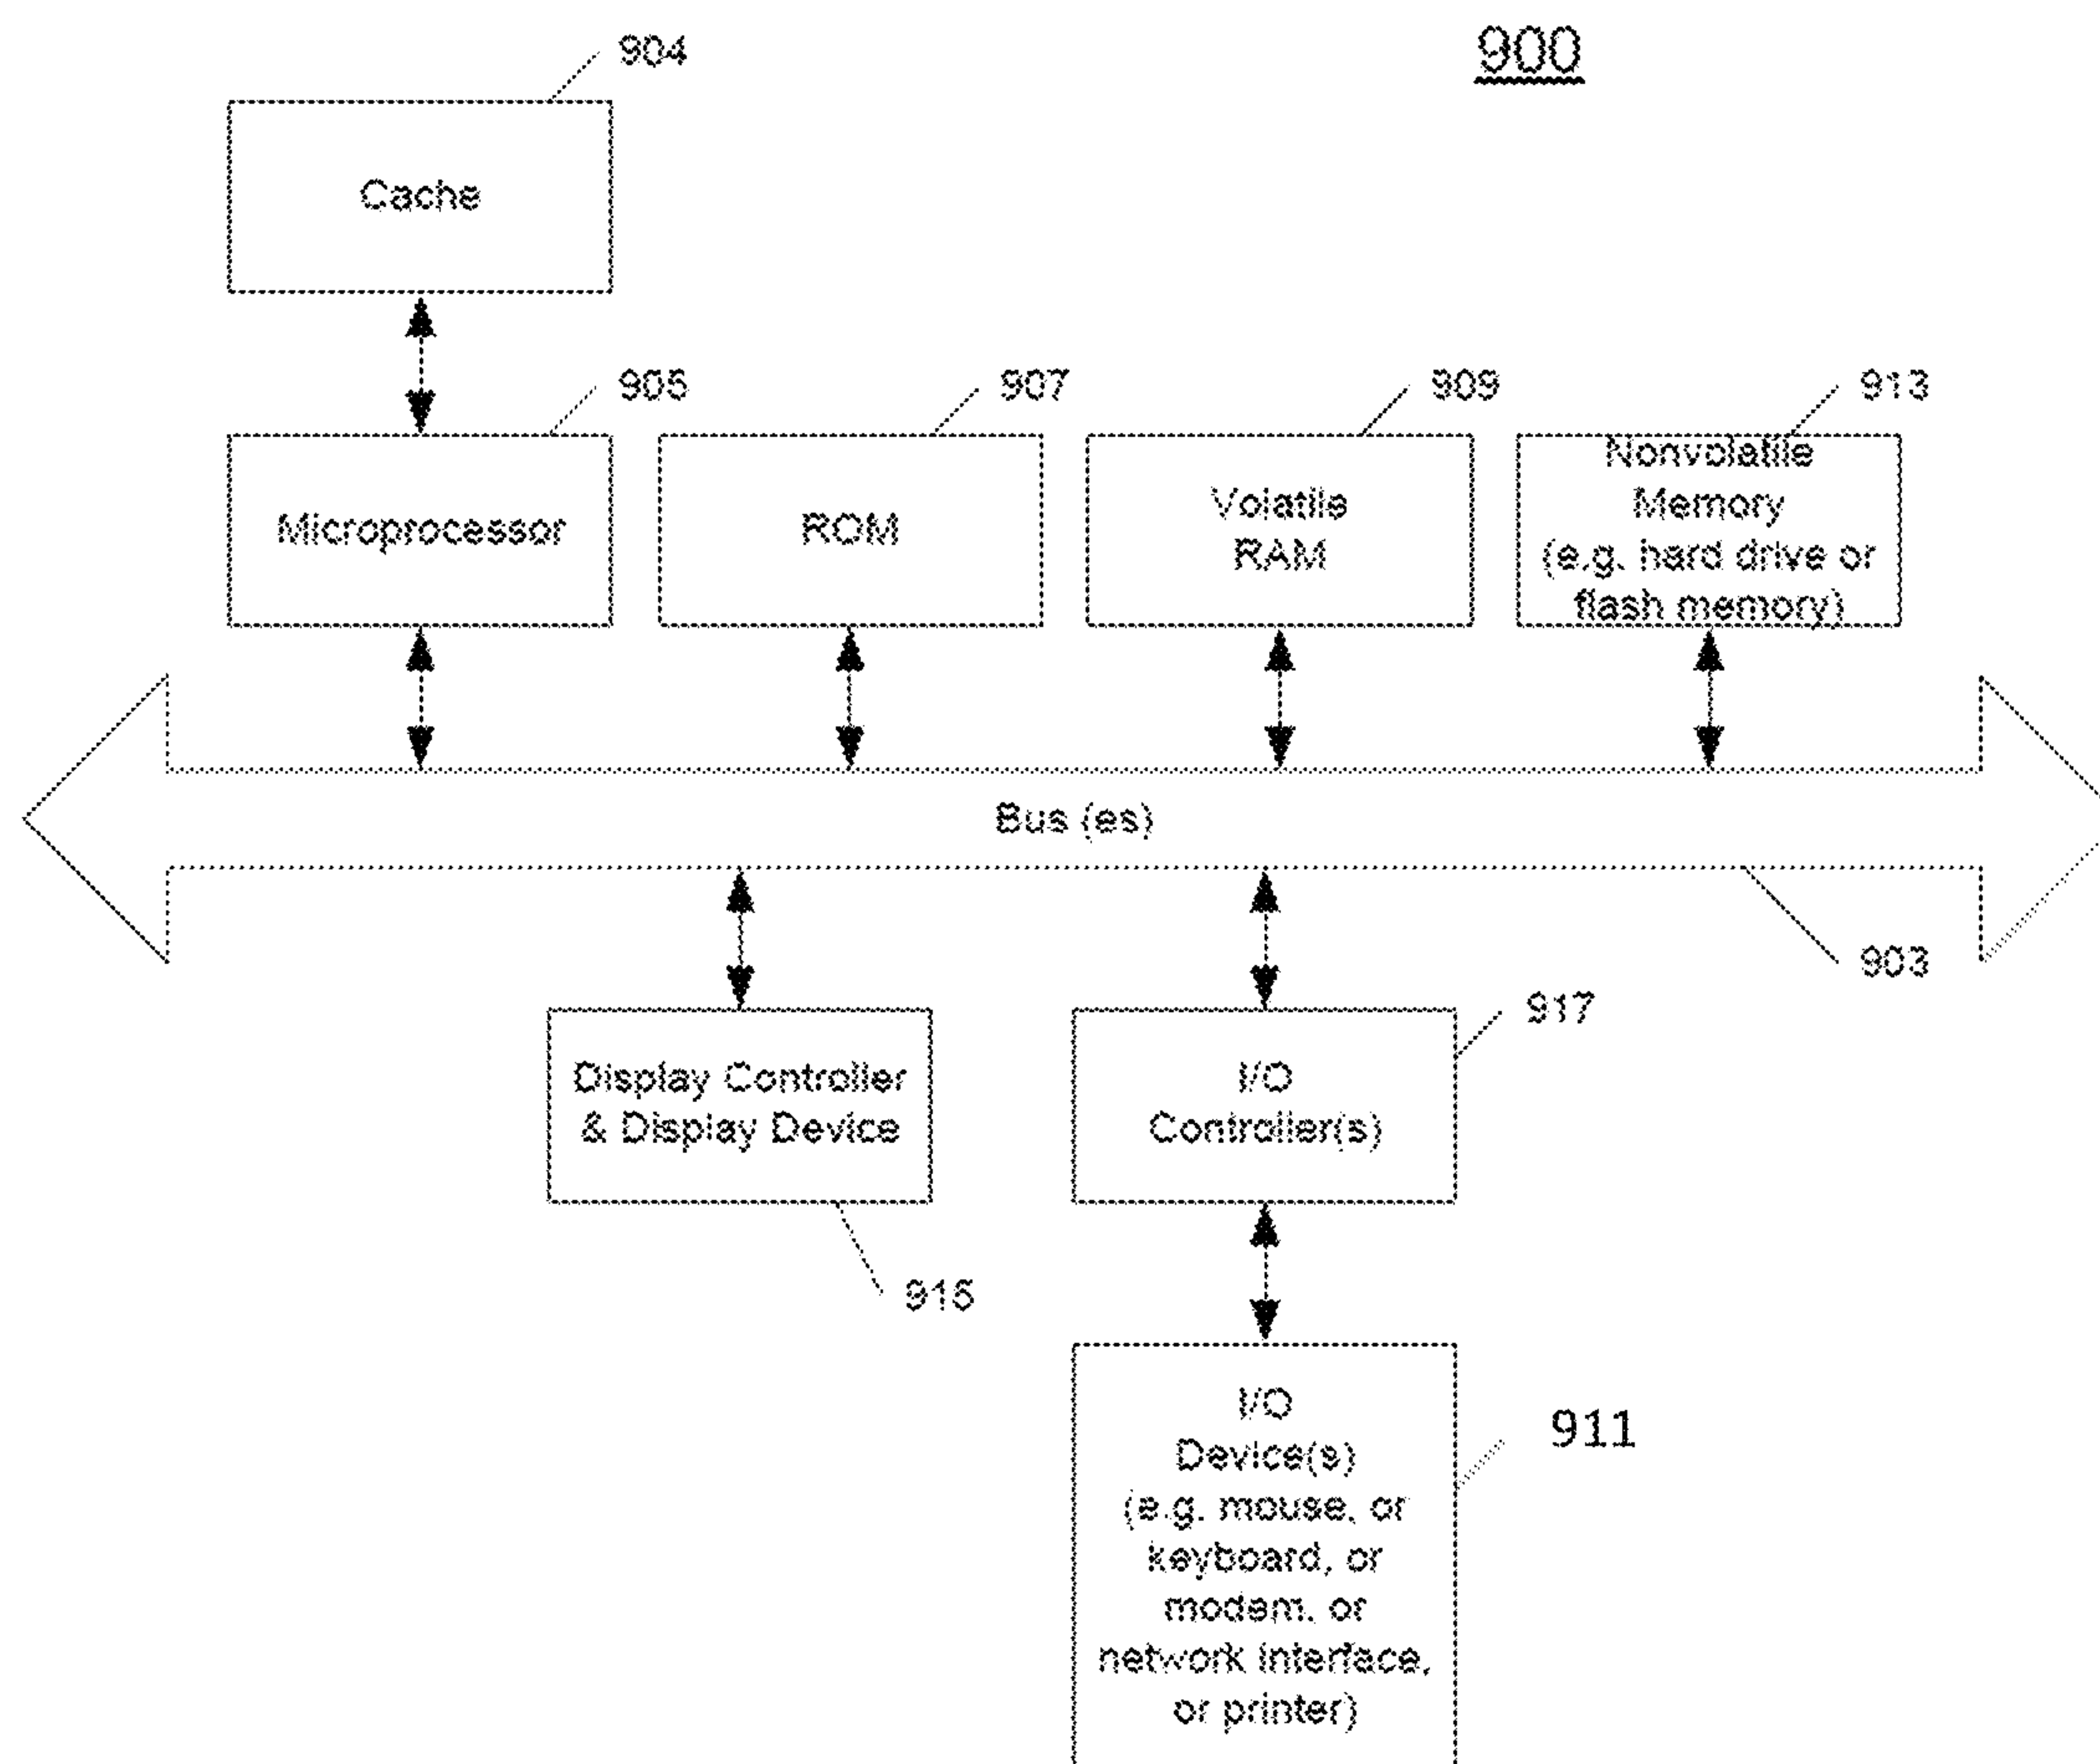 904
900
Cache
905
907
909
913
Microprocessor
ROM
Volatile
RAM
Nonvolatile
Memory
(e.g. hard drive or
flash memory)
Bus (es)
903
917
Display Controller
& Display Device
I/O
Controller(s)
915
911
I/O
Device(s)
(e.g. mouse, or
keyboard, or
modem, or
network interface,
or printer)